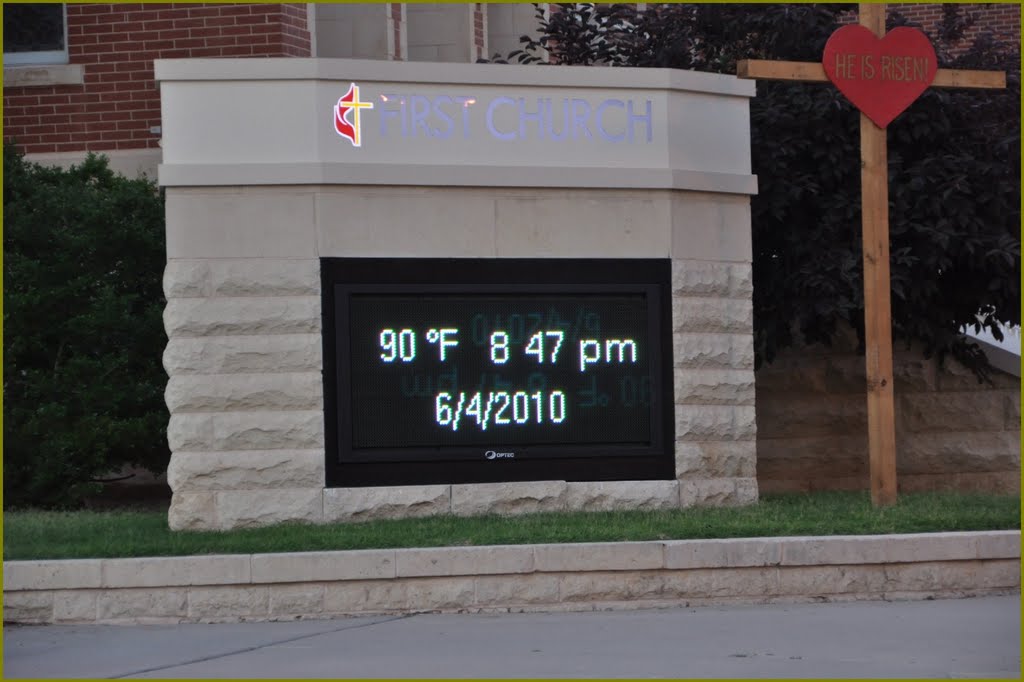 FIRST CHURCH
HE IS RISEN!
90 °F 8 47 pm
6/4/2010
OPTEC